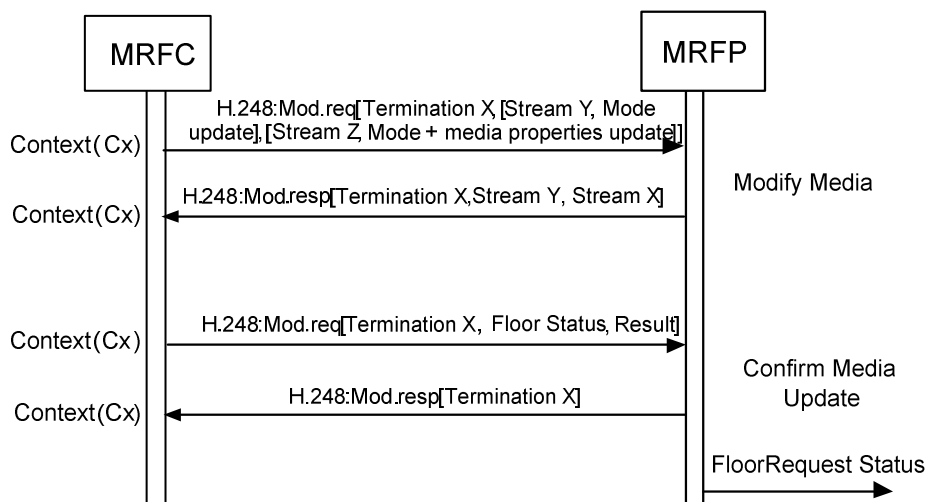 MRFC
MRFP
H.248:Mod.req[Termination X, [Stream Y, Mode
update], [Stream Z, Mode + media properties update]]
Context(Cx)
Modify Media
H.248:Mod.resp[Termination X,Stream Y, Stream X]
Context(Cx)
H.248:Mod.req[Termination X, Floor Status, Result]
Context(Cx)
Confirm Media
Update
H.248:Mod.resp[Termination X]
Context(Cx)
FloorRequest Status